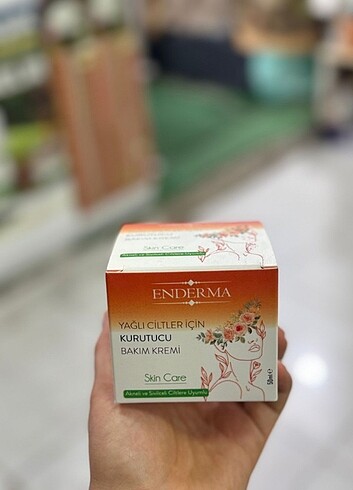 Skin Care
ENDERMA
YAĞLI CİLTLER İÇİN
KURUTUCU
BAKIM KREMİ
Skin Care
50ml e
Akneli ve Sivilceli Ciltlere Uyumlu